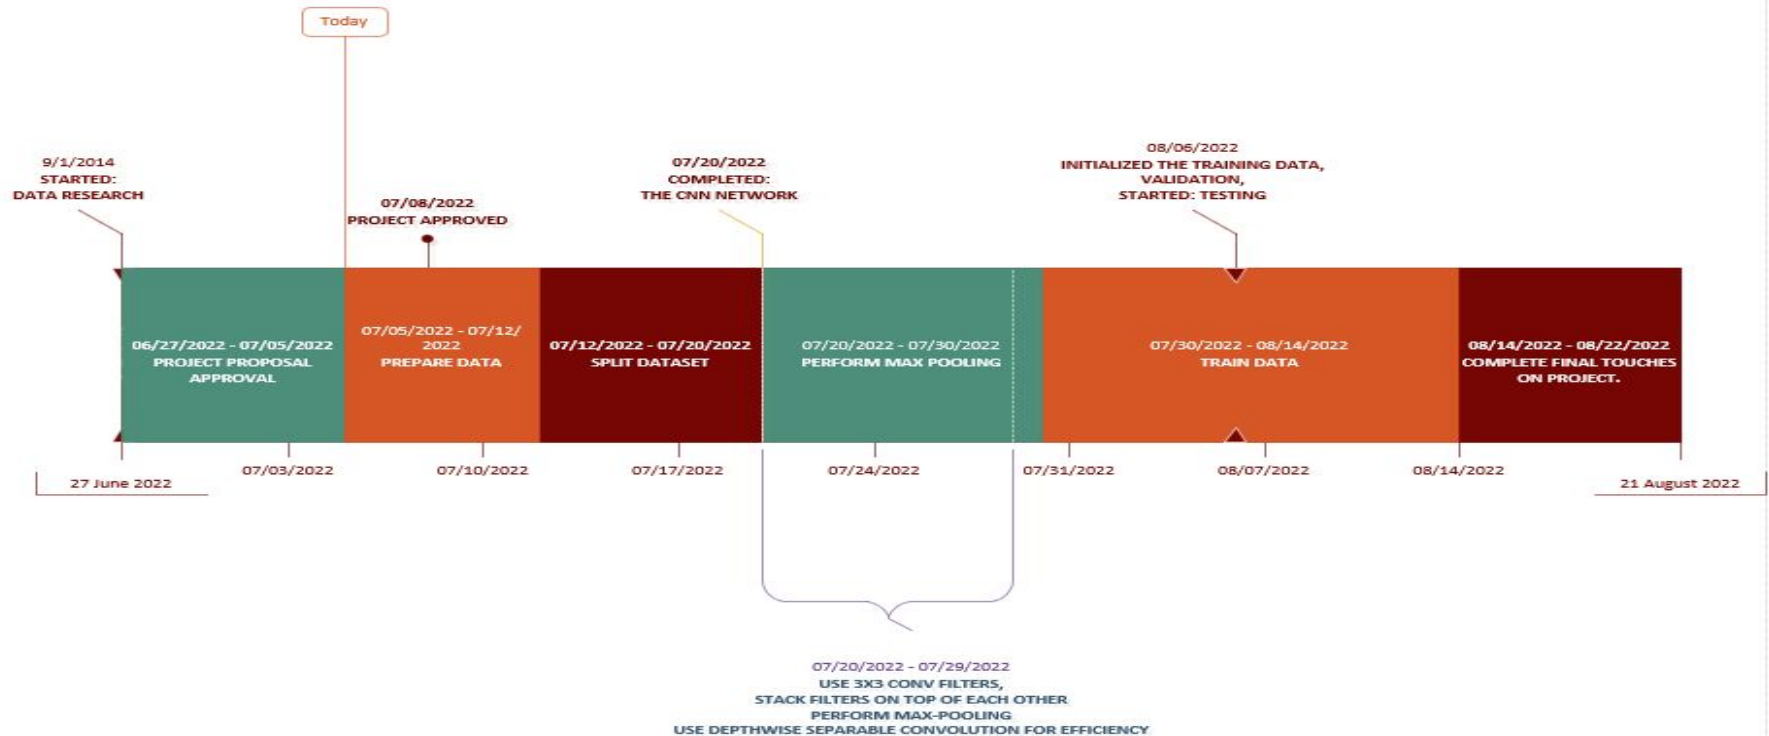 Today
9/1/2014
STARTED:
DATA RESEARCH
07/08/2022
PROJECT APPROVED
07/20/2022
COMPLETED:
THE CNN NETWORK
08/06/2022
INITIALIZED THE TRAINING DATA,
VALIDATION,
STARTED: TESTING
06/27/2022 - 07/05/2022
PROJECT PROPOSAL
APPROVAL
07/05/2022 - 07/12/
2022
PREPARE DATA
07/12/2022 - 07/20/2022
SPLIT DATASET
07/20/2022 - 07/30/2022
PERFORM MAX POOLING
07/30/2022 - 08/14/2022
TRAIN DATA
08/14/2022 - 08/22/2022
COMPLETE FINAL TOUCHES
ON PROJECT.
27 June 2022
07/03/2022
07/10/2022
07/17/2022
07/24/2022
07/31/2022
08/07/2022
08/14/2022
21 August 2022
07/20/2022 - 07/29/2022
USE 3X3 CONV FILTERS,
STACK FILTERS ON TOP OF EACH OTHER
PERFORM MAX-POOLING
USE DEPTHWISE SEPARABLE CONVOLUTION FOR EFFICIENCY